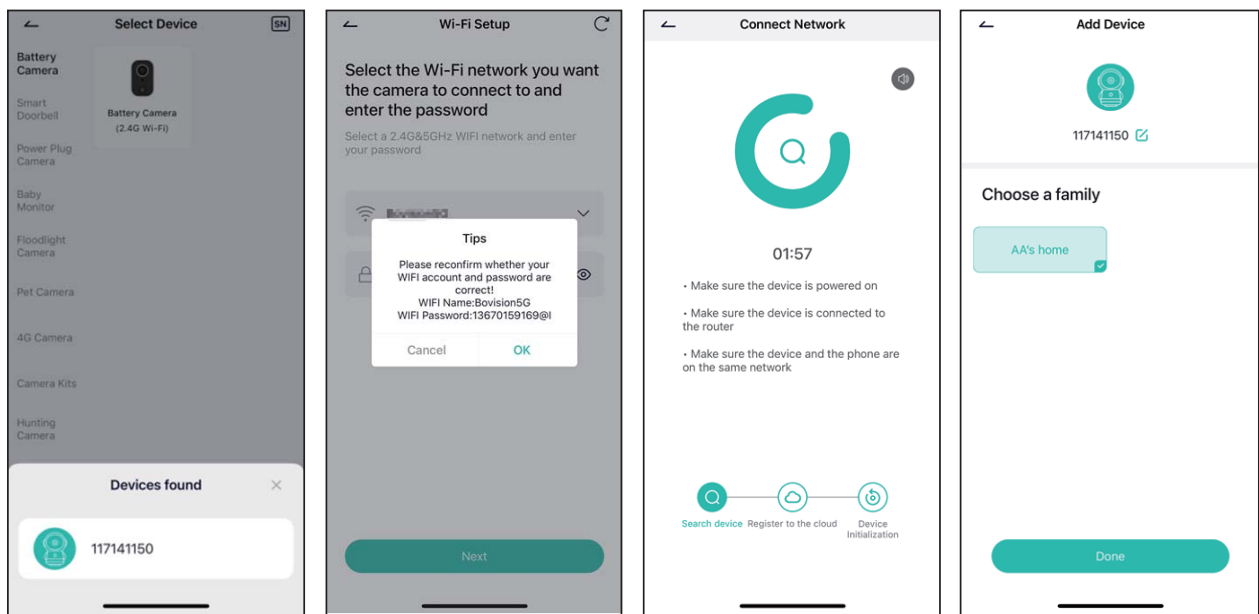 Select Device
SN
Battery
Camera
Smart
Doorbell
Power Plug
Camera
Baby
Monitor
Floodlight
Camera
Pet Camera
4G Camera
Camera Kits
Hunting
Camera
Battery Camera
(2.4G Wi-Fi)
Devices found
117141150
Wi-Fi Setup
Select the Wi-Fi network you want
the camera to connect to and
enter the password
Select a 2.4G&5GHz WIFI network and enter
your password
Tips
Please reconfirm whether your
WIFI account and password are
correct!
WIFI Name:Bovision5G
WIFI Password:13670159169@l
Cancel
OK
Next
Connect Network
01:57
• Make sure the device is powered on
• Make sure the device is connected to
the router
• Make sure the device and the phone are
on the same network
Search device
Register to the cloud
Device
Initialization
Add Device
117141150
Choose a family
AA's home
Done